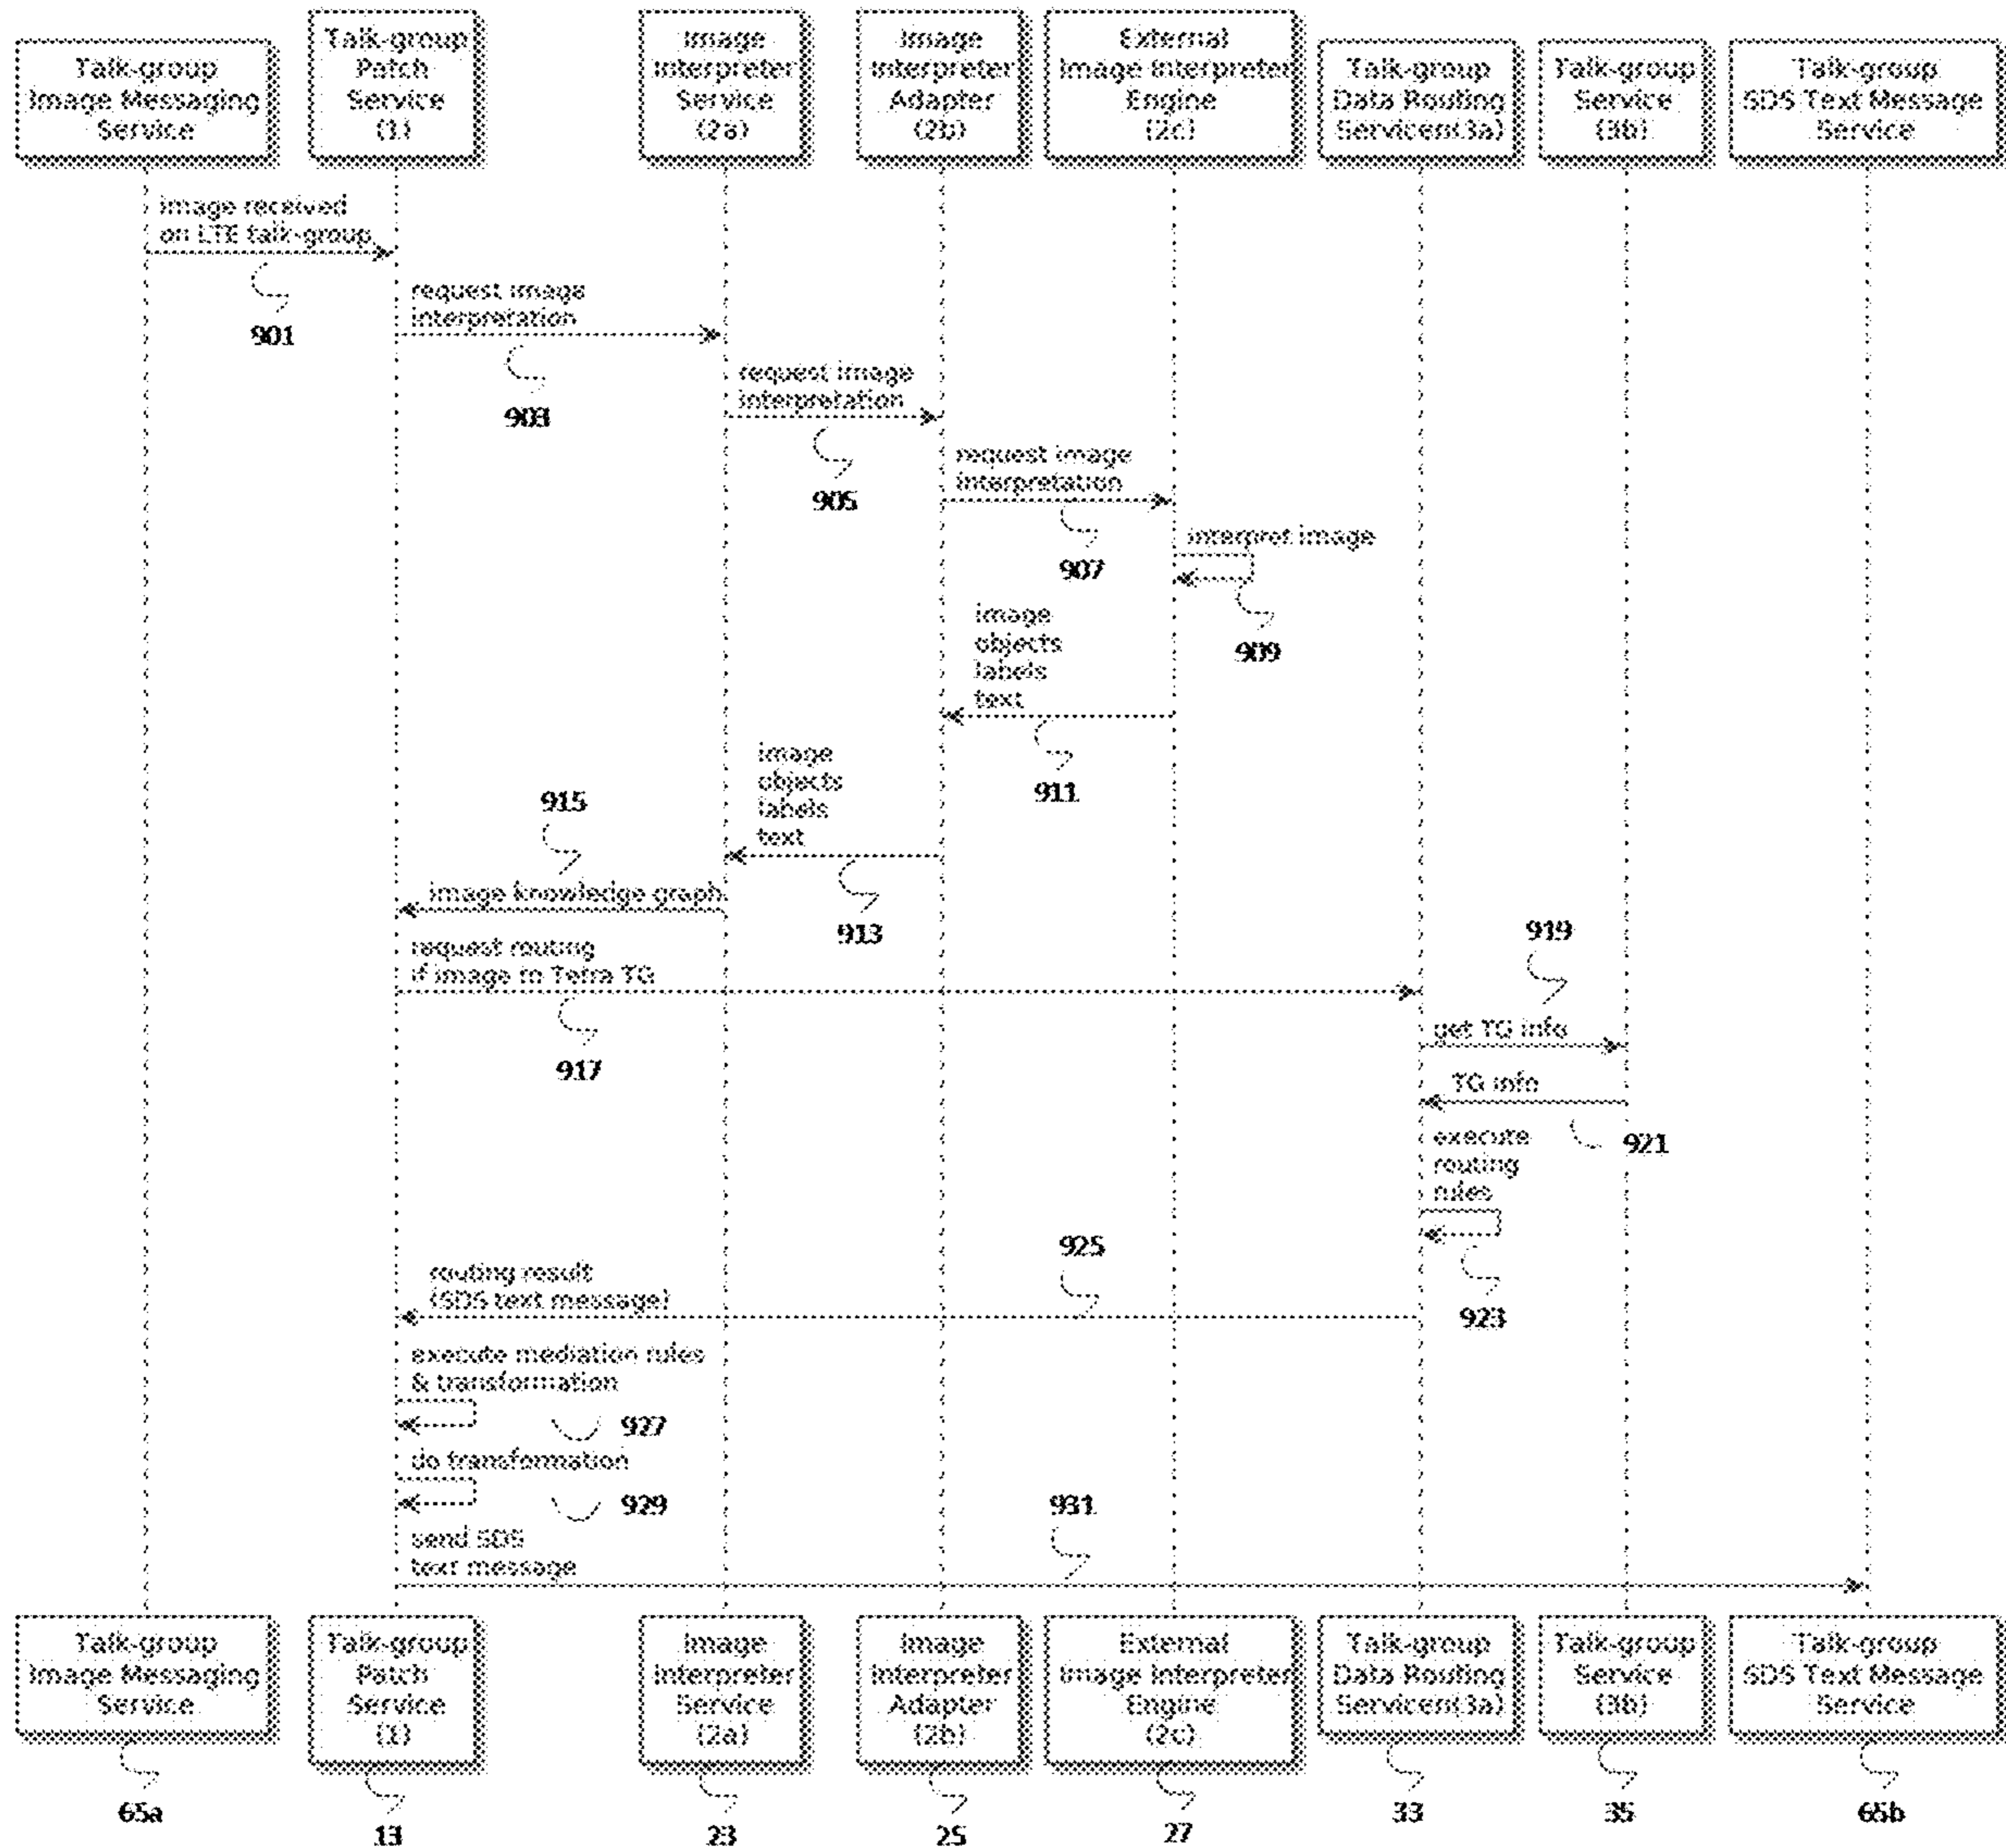 Talk-group
Image Messaging
Service
Talk-group
Patch
Service
(1)
Image
Interpreter
Service
(2a)
Image
Interpreter
Adapter
(2b)
External
Image Interpreter
Engine
(2c)
Talk-group
Data Routing
Servicen(3a)
Talk-group
Service
(3b)
Talk-group
SDS Text Message
Service
image received
on LTE talk-group
901
request image
interpretation
903
request image
interpretation
905
request image
interpretation
907
interpret image
909
image
objects
labels
text
911
image
objects
labels
text
913
915
image knowledge graph
request routing
if image in Tetra TG
917
919
get TG info
TG info
921
execute
routing
rules
923
925
routing result
(SDS text message)
execute mediation rules
& transformation
927
do transformation
929
931
send SDS
text message
Talk-group
Image Messaging
Service
Talk-group
Patch
Service
(1)
Image
Interpreter
Service
(2a)
Image
Interpreter
Adapter
(2b)
External
Image Interpreter
Engine
(2c)
Talk-group
Data Routing
Servicen(3a)
Talk-group
Service
(3b)
Talk-group
SDS Text Message
Service
65a
13
23
25
27
33
35
65b